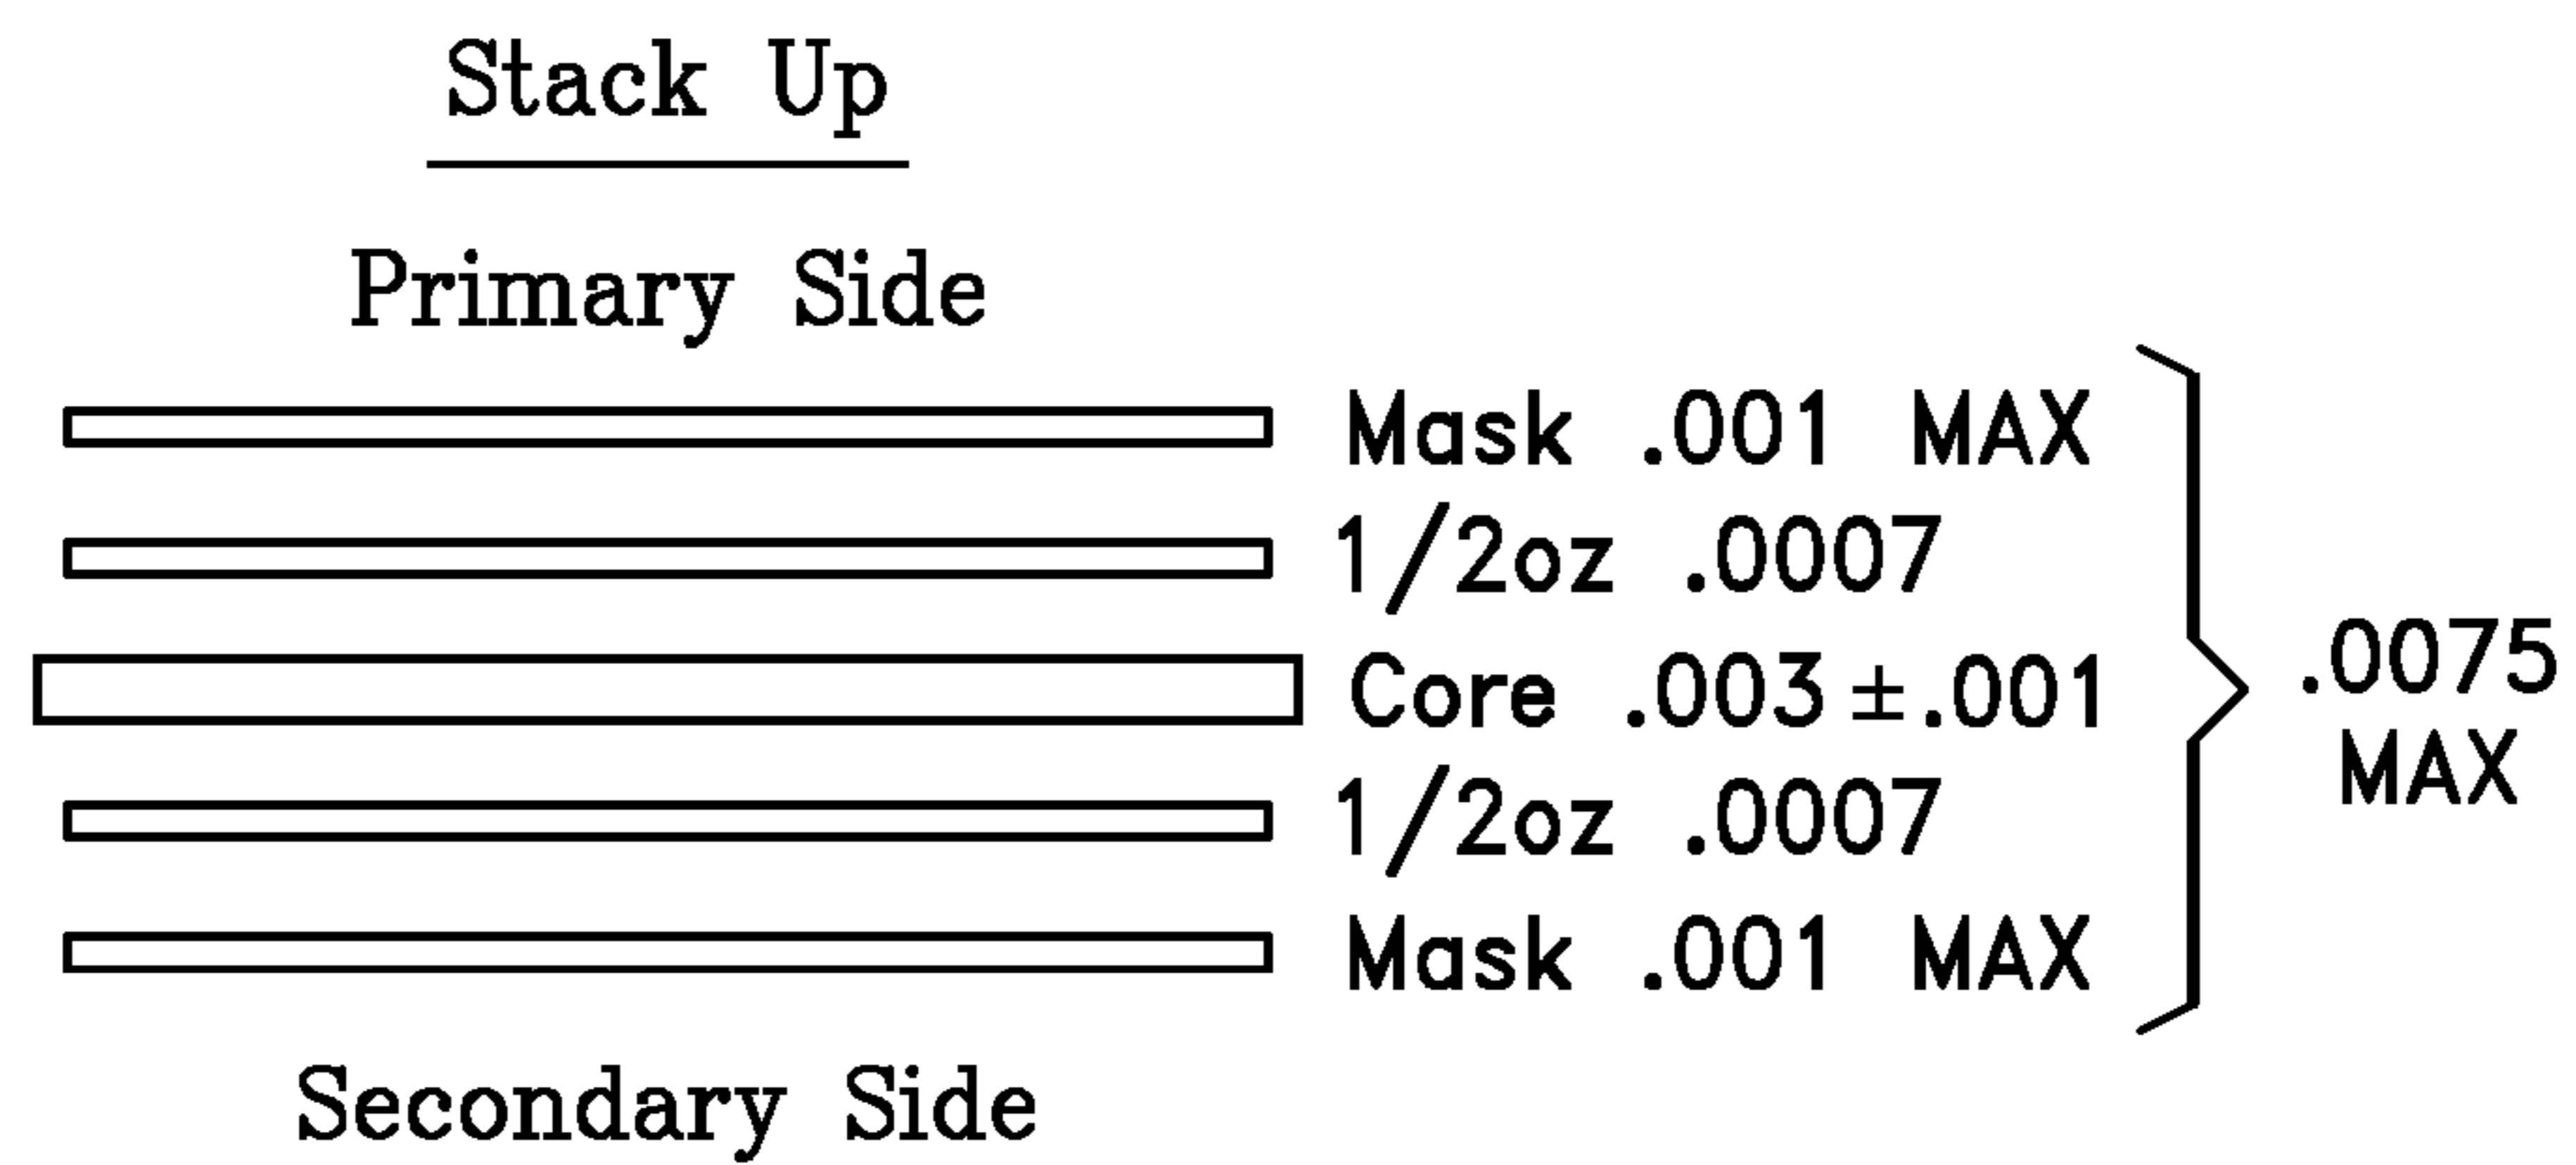 Stack Up
Primary Side
Mask .001 MAX
1/2oz .0007
Core .003 ±.001
1/2oz .0007
Mask .001 MAX
.0075
MAX
Secondary Side